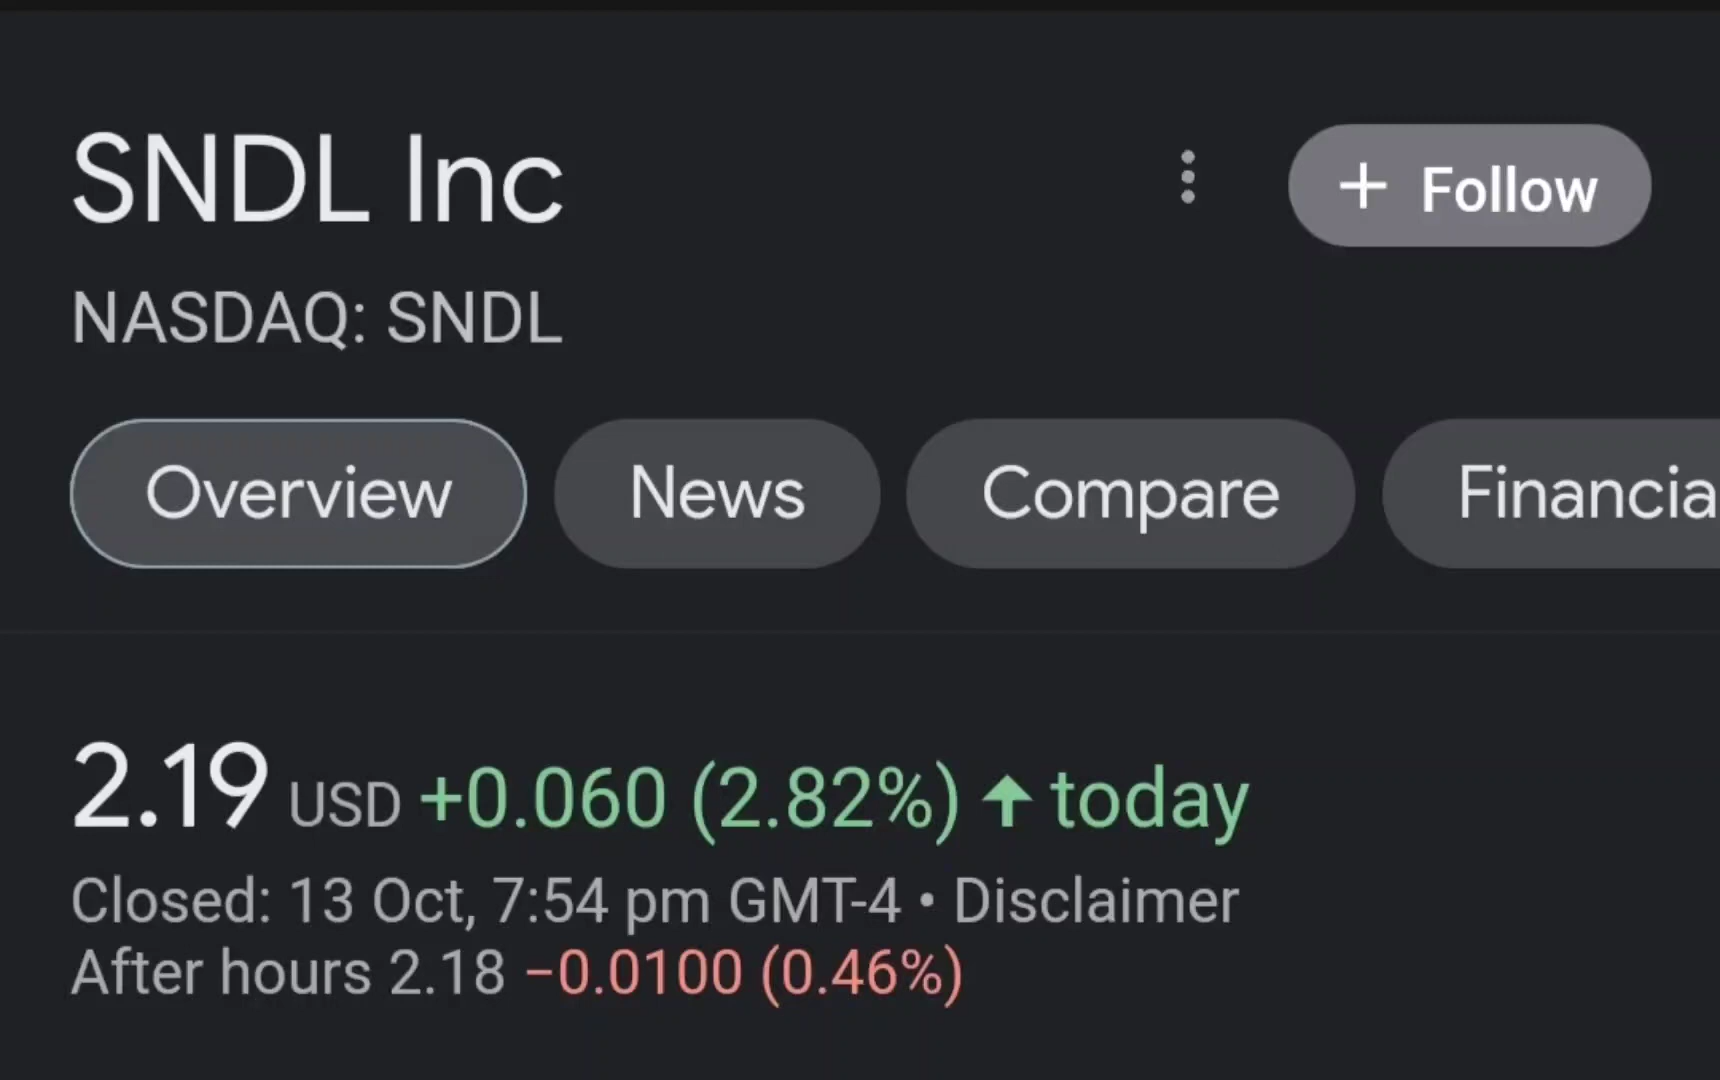 SNDL Inc
+ Follow
NASDAQ: SNDL
Overview News Compare Financia
2.19 USD +0.060 (2.82%) ↑ today
Closed: 13 Oct, 7:54 pm GMT-4 • Disclaimer
After hours 2.18 −0.0100 (0.46%)